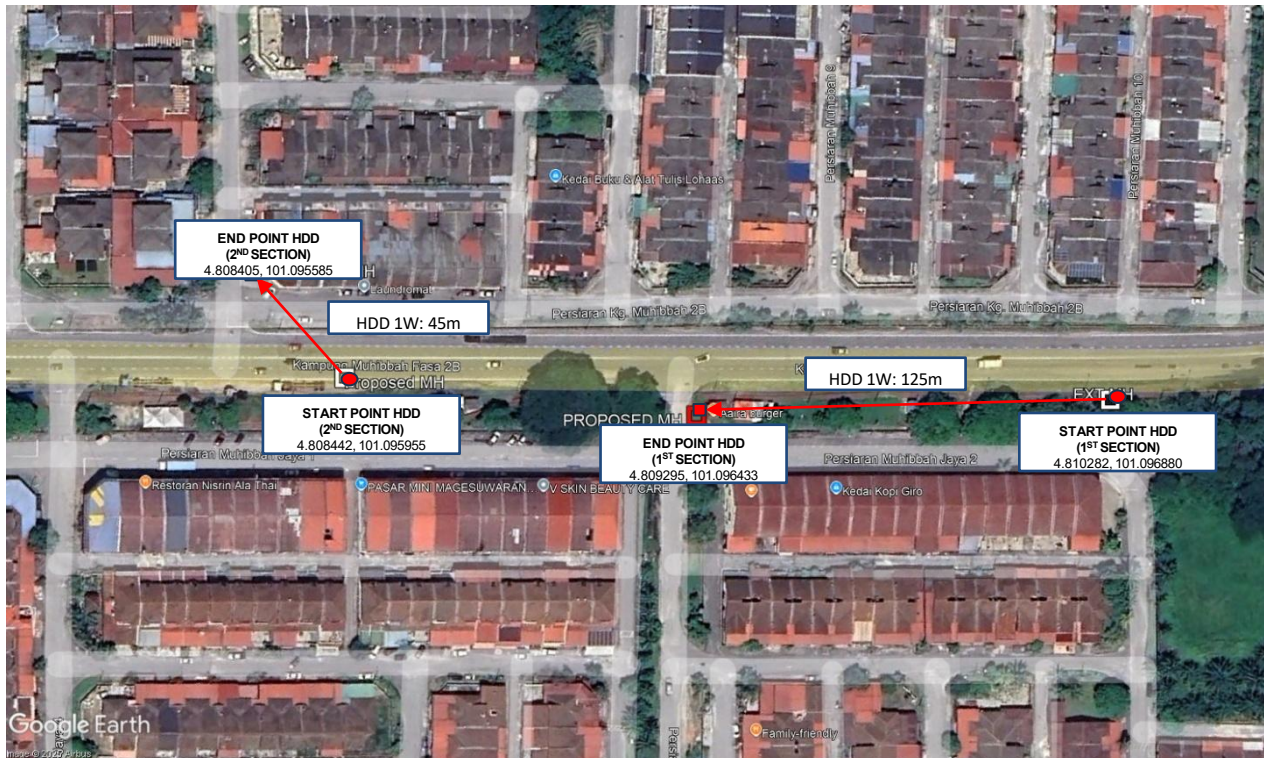 Persiaran Muhibbah 9
Persiaran Muhibbah 10
Kedai Buku & Alat Tulis Lohaas
END POINT HDD
(2ND SECTION)
4.808405, 101.095585
H
Laundromat
HDD 1W: 45m
Persiaran Kg. Muhibbah 2B
Persiaran Kg. Muhibbah 2B
Kampung Muhibbah Fasa 2B
Proposed MH
K
HDD 1W: 125m
START POINT HDD
(2ND SECTION)
4.808442, 101.095955
PROPOSED MH
Aaira burger
END POINT HDD
(1ST SECTION)
4.809295, 101.096433
START POINT HDD
(1ST SECTION)
4.810282, 101.096880
Persiaran Muhibbah Jaya 1
Persiaran Muhibbah Jaya 2
Restoran Nisrin Ala Thai
PASAR MINI MAGESUWARAN...
V SKIN BEAUTY CARE
Kedai Kopi Giro
Family-friendly
Google Earth
Image © 2025 Airbus